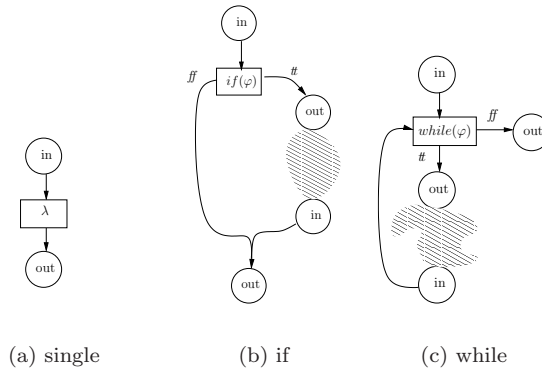 in
λ
out
(a) single
in
ff
if(φ)
tt
out
in
out
(b) if
in
while(φ)
ff
out
tt
out
in
(c) while